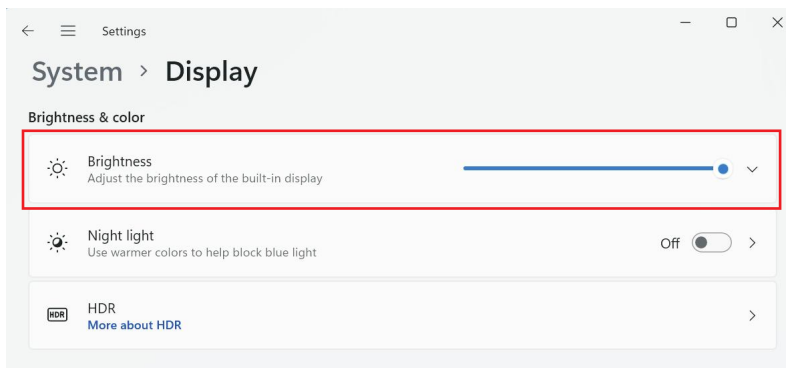 Settings
System > Display
Brightness & color
Brightness
Adjust the brightness of the built-in display
Night light
Use warmer colors to help block blue light
Off
HDR
HDR
More about HDR